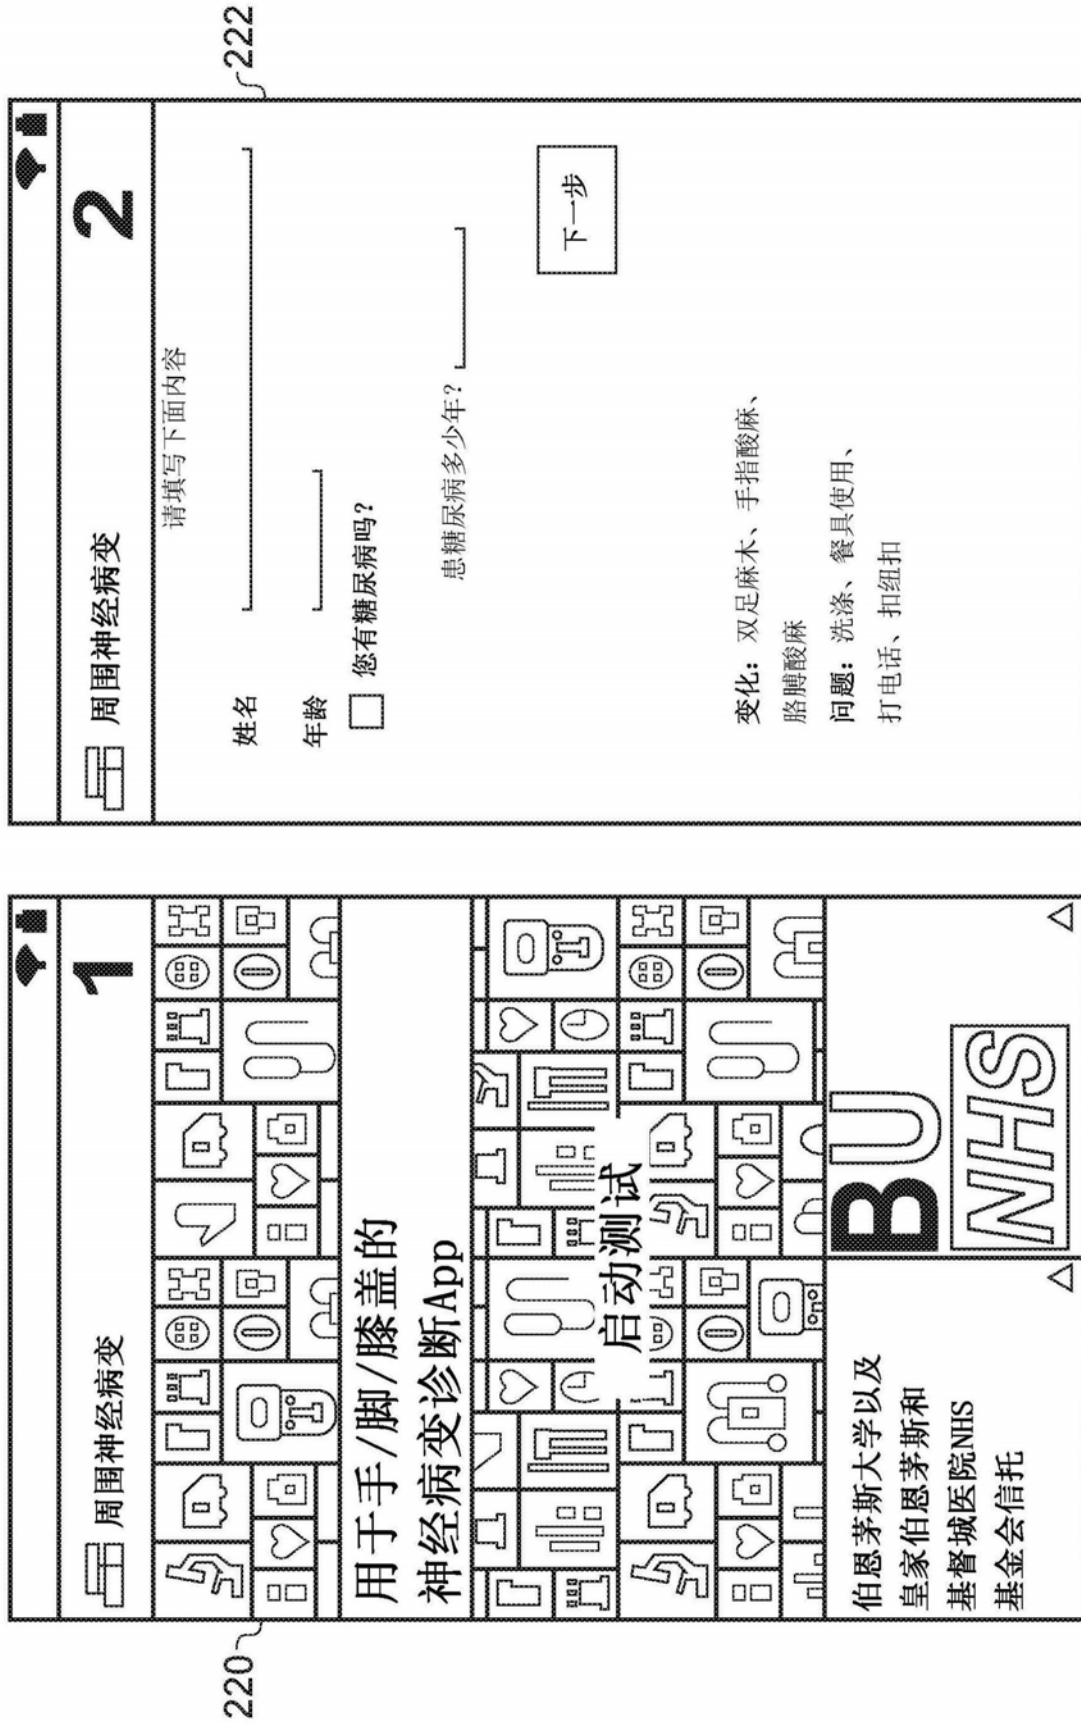 220
周围神经病变
1
用于手/脚/膝盖的
神经病变诊断App
启动测试
伯恩茅斯大学以及
皇家伯恩茅斯和
基督城医院NHS
基金会信托
BU
NHS
222
周围神经病变
2
请填写下面内容
姓名
年龄
您有糖尿病吗?
患糖尿病多少年?
下一步
变化: 双足麻木、手指酸麻、
胳膊酸麻
问题: 洗涤、餐具使用、
打电话、扣纽扣